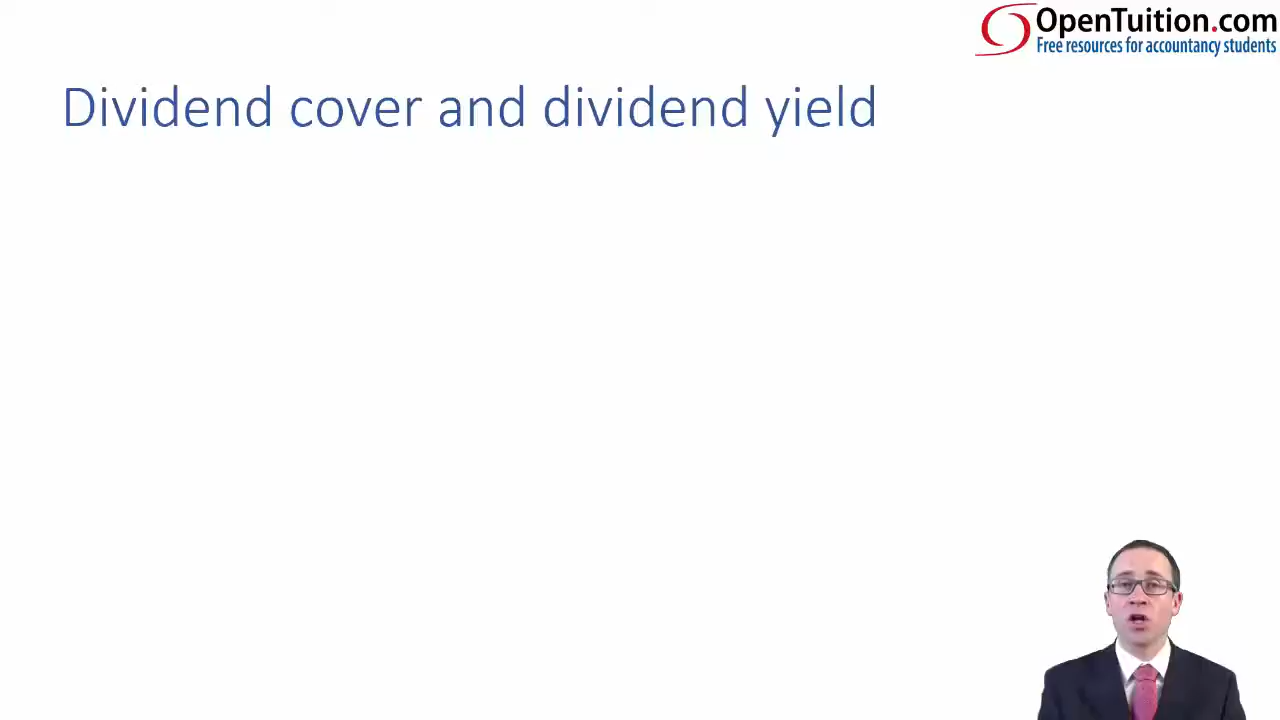 OpenTuition.com
Free resources for accountancy students
Dividend cover and dividend yield